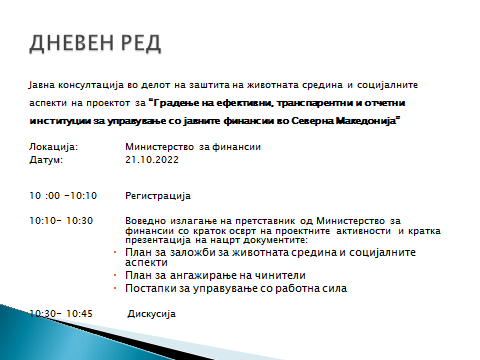 ДНЕВЕН РЕД
Јавна консултација во делот на заштита на животната средина и социјалните
аспекти на проектот за "Градење на ефективни, транспарентни и отчетни
институции за управување со јавните финансии во Северна Македонија"
Локација: Министерство за финансии
Датум: 21.10.2022
10 :00 -10:10 Регистрација
10:10- 10:30 Воведно излагање на претставник од Министерство за
финансии со краток осврт на проектните активности и кратка
презентација на нацрт документите:
• План за заложби за животната средина и социјалните
аспекти
• План за ангажирање на чинители
• Постапки за управување со работна сила
10:30- 10:45 Дискусија